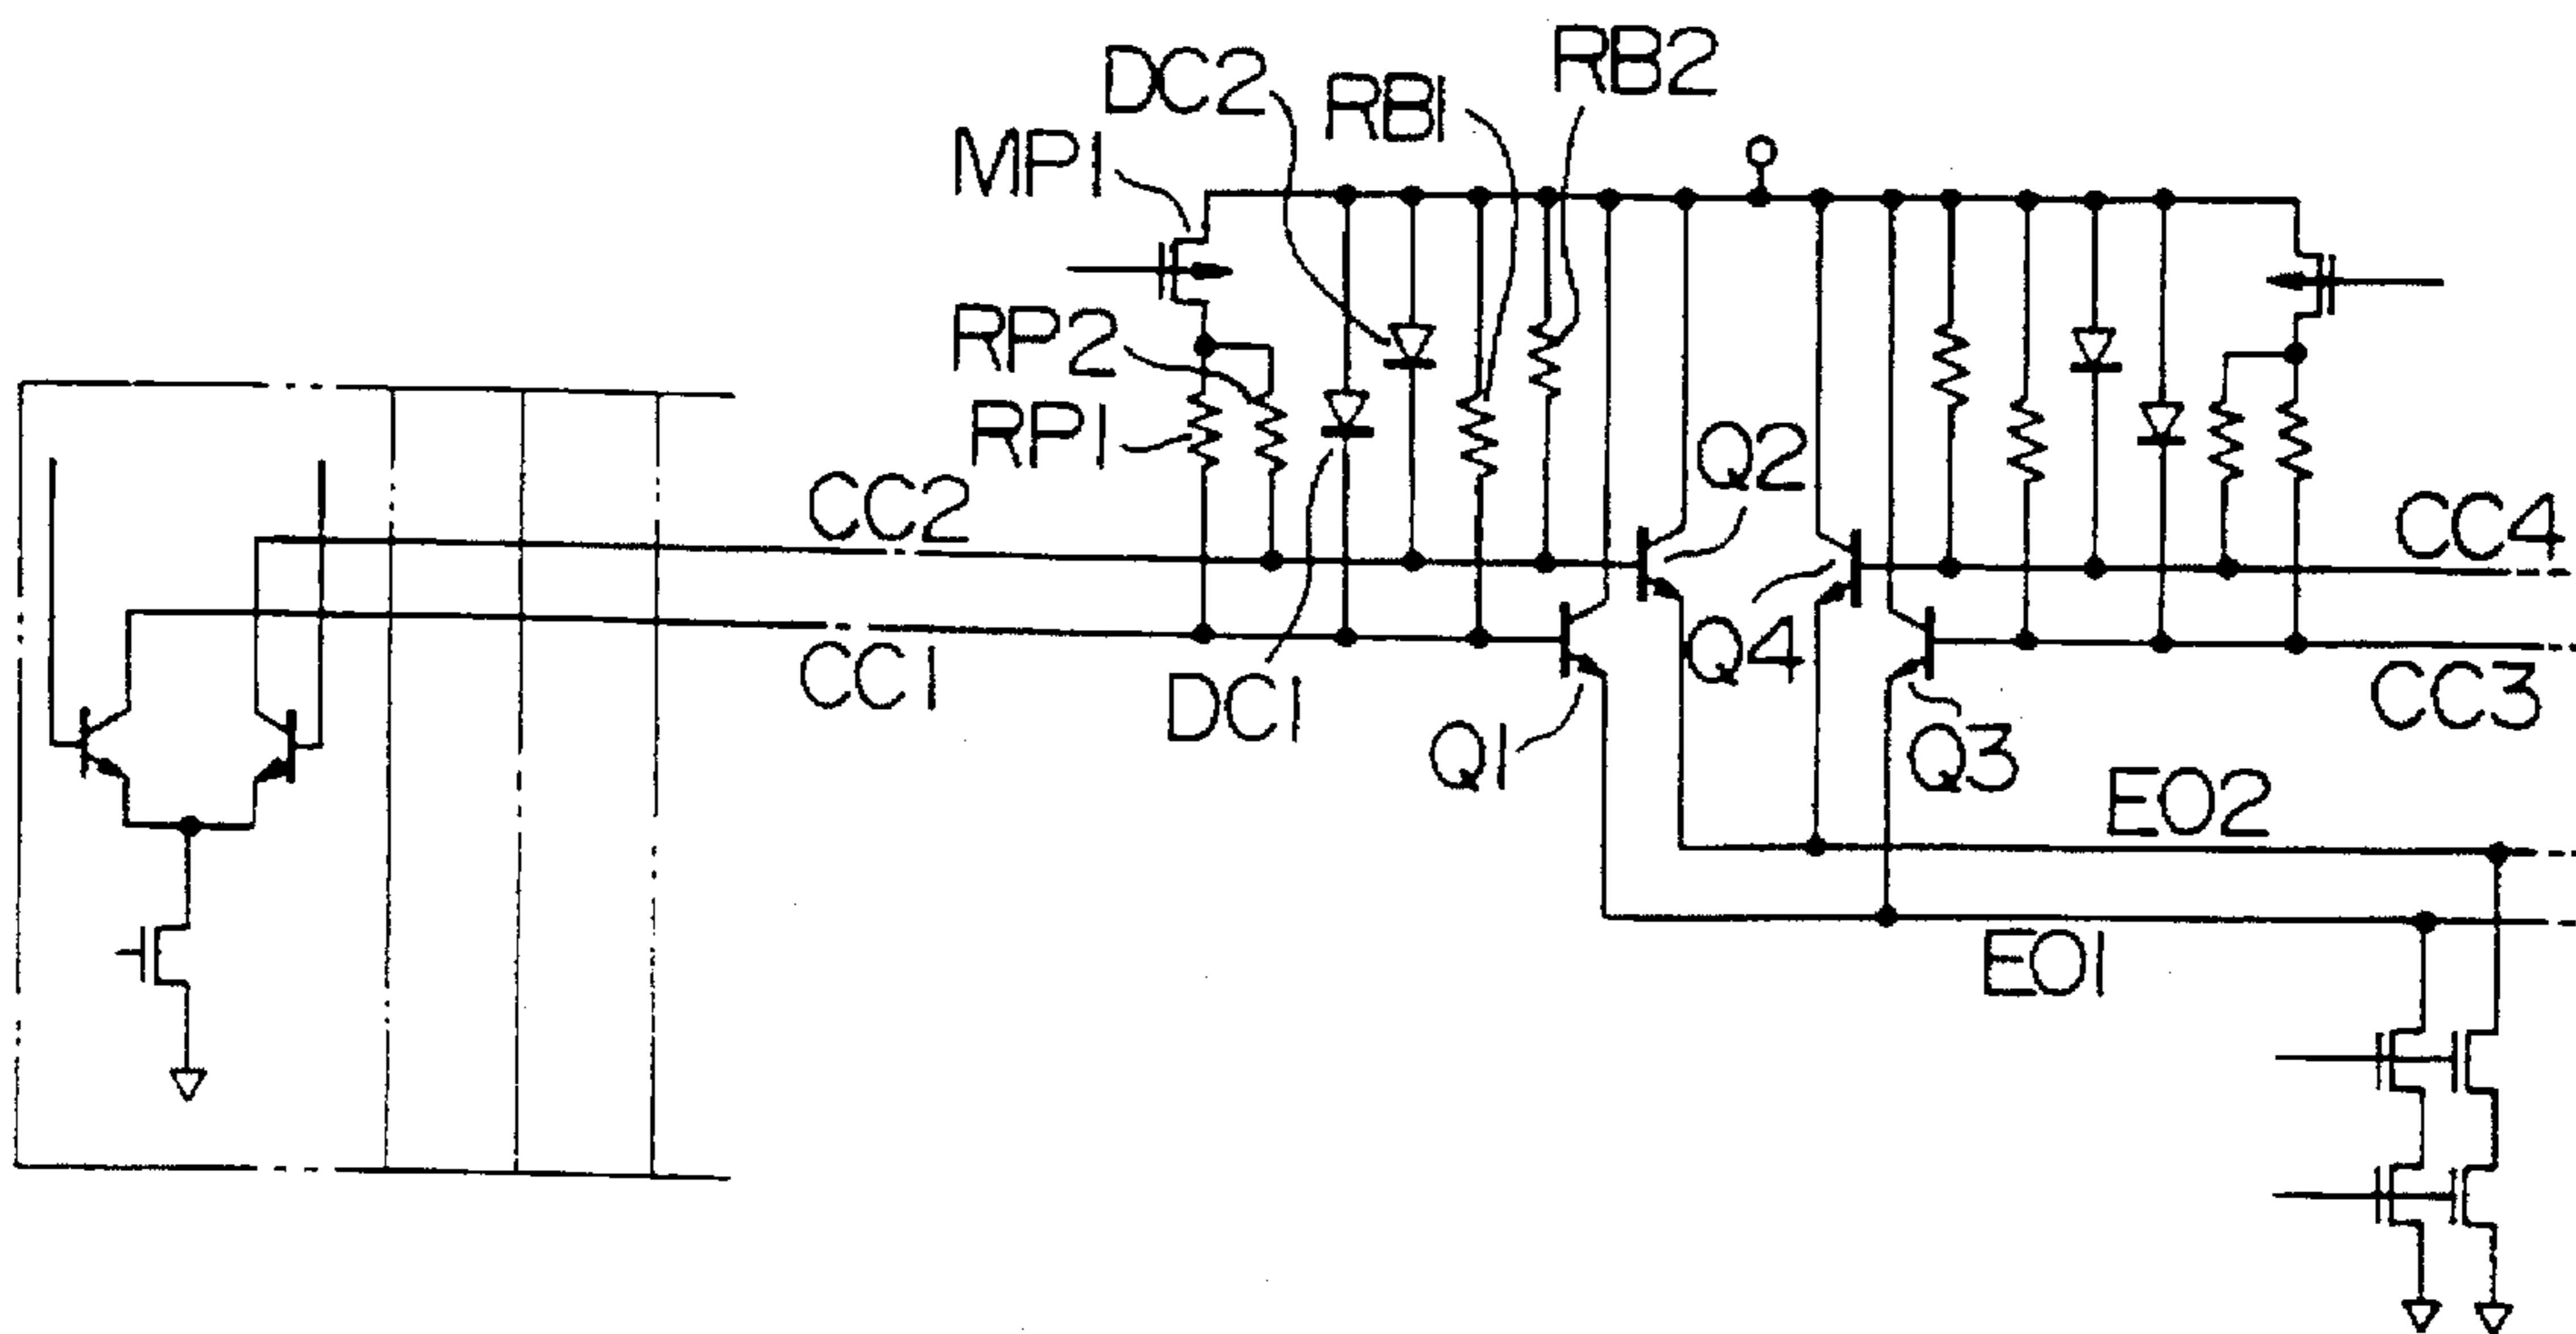 DC2
RB1
RB2
MP1
RP2
RP1
CC2
CC1
DC1
Q1
Q2
Q4
Q3
CC4
CC3
EO2
EO1